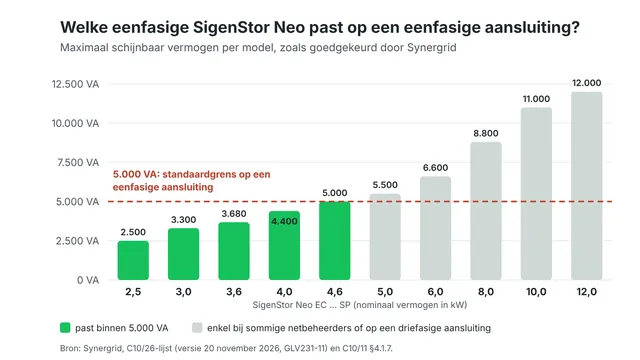 Welke eenfasige SigenStor Neo past op een eenfasige aansluiting?
Maximaal schijnbaar vermogen per model, zoals goedgekeurd door Synergrid
12.500 VA
10.000 VA
7.500 VA
5.000 VA
2.500 VA
0 VA
5.000 VA: standaardgrens op een
eenfasige aansluiting
2.500
3.300
3.680
4.400
5.000
5.500
6.600
8.800
11.000
12.000
2,5
3,0
3,6
4,0
4,6
5,0
6,0
8,0
10,0
12,0
SigenStor Neo EC ... SP (nominaal vermogen in kW)
past binnen 5.000 VA
enkel bij sommige netbeheerders of op een driefasige aansluiting
Bron: Synergrid, C10/26-lijst (versie 20 november 2026, GLV231-11) en C10/11 §4.1.7.